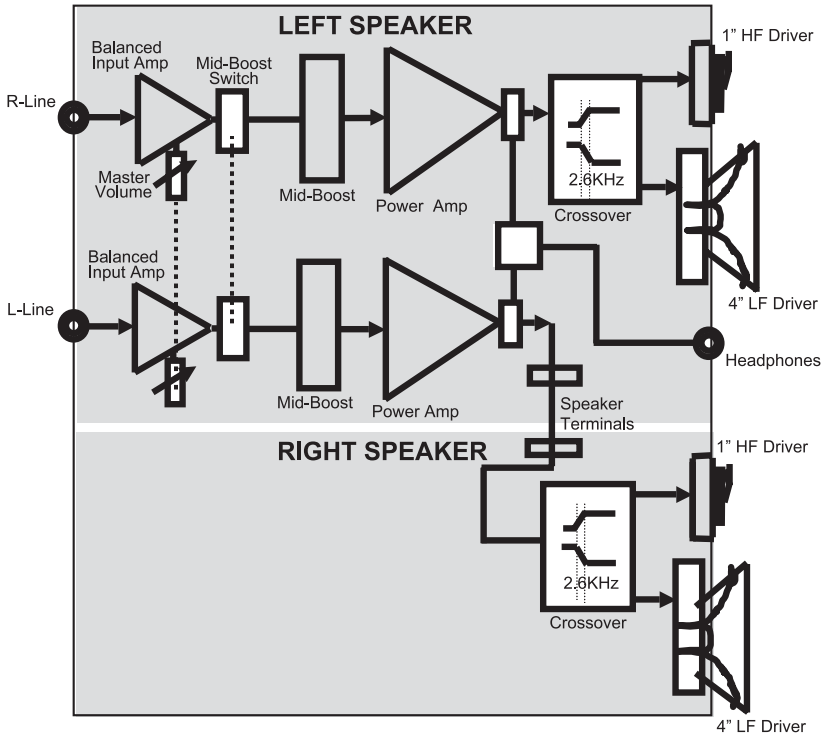 LEFT SPEAKER
1” HF Driver
Balanced
Input Amp
Mid-Boost
Switch
R-Line
Master
Volume
Mid-Boost
Power Amp
2.6KHz
Crossover
Balanced
Input Amp
4” LF Driver
L-Line
Headphones
Mid-Boost
Power Amp
Speaker
Terminals
RIGHT SPEAKER
1” HF Driver
2.6KHz
Crossover
4” LF Driver